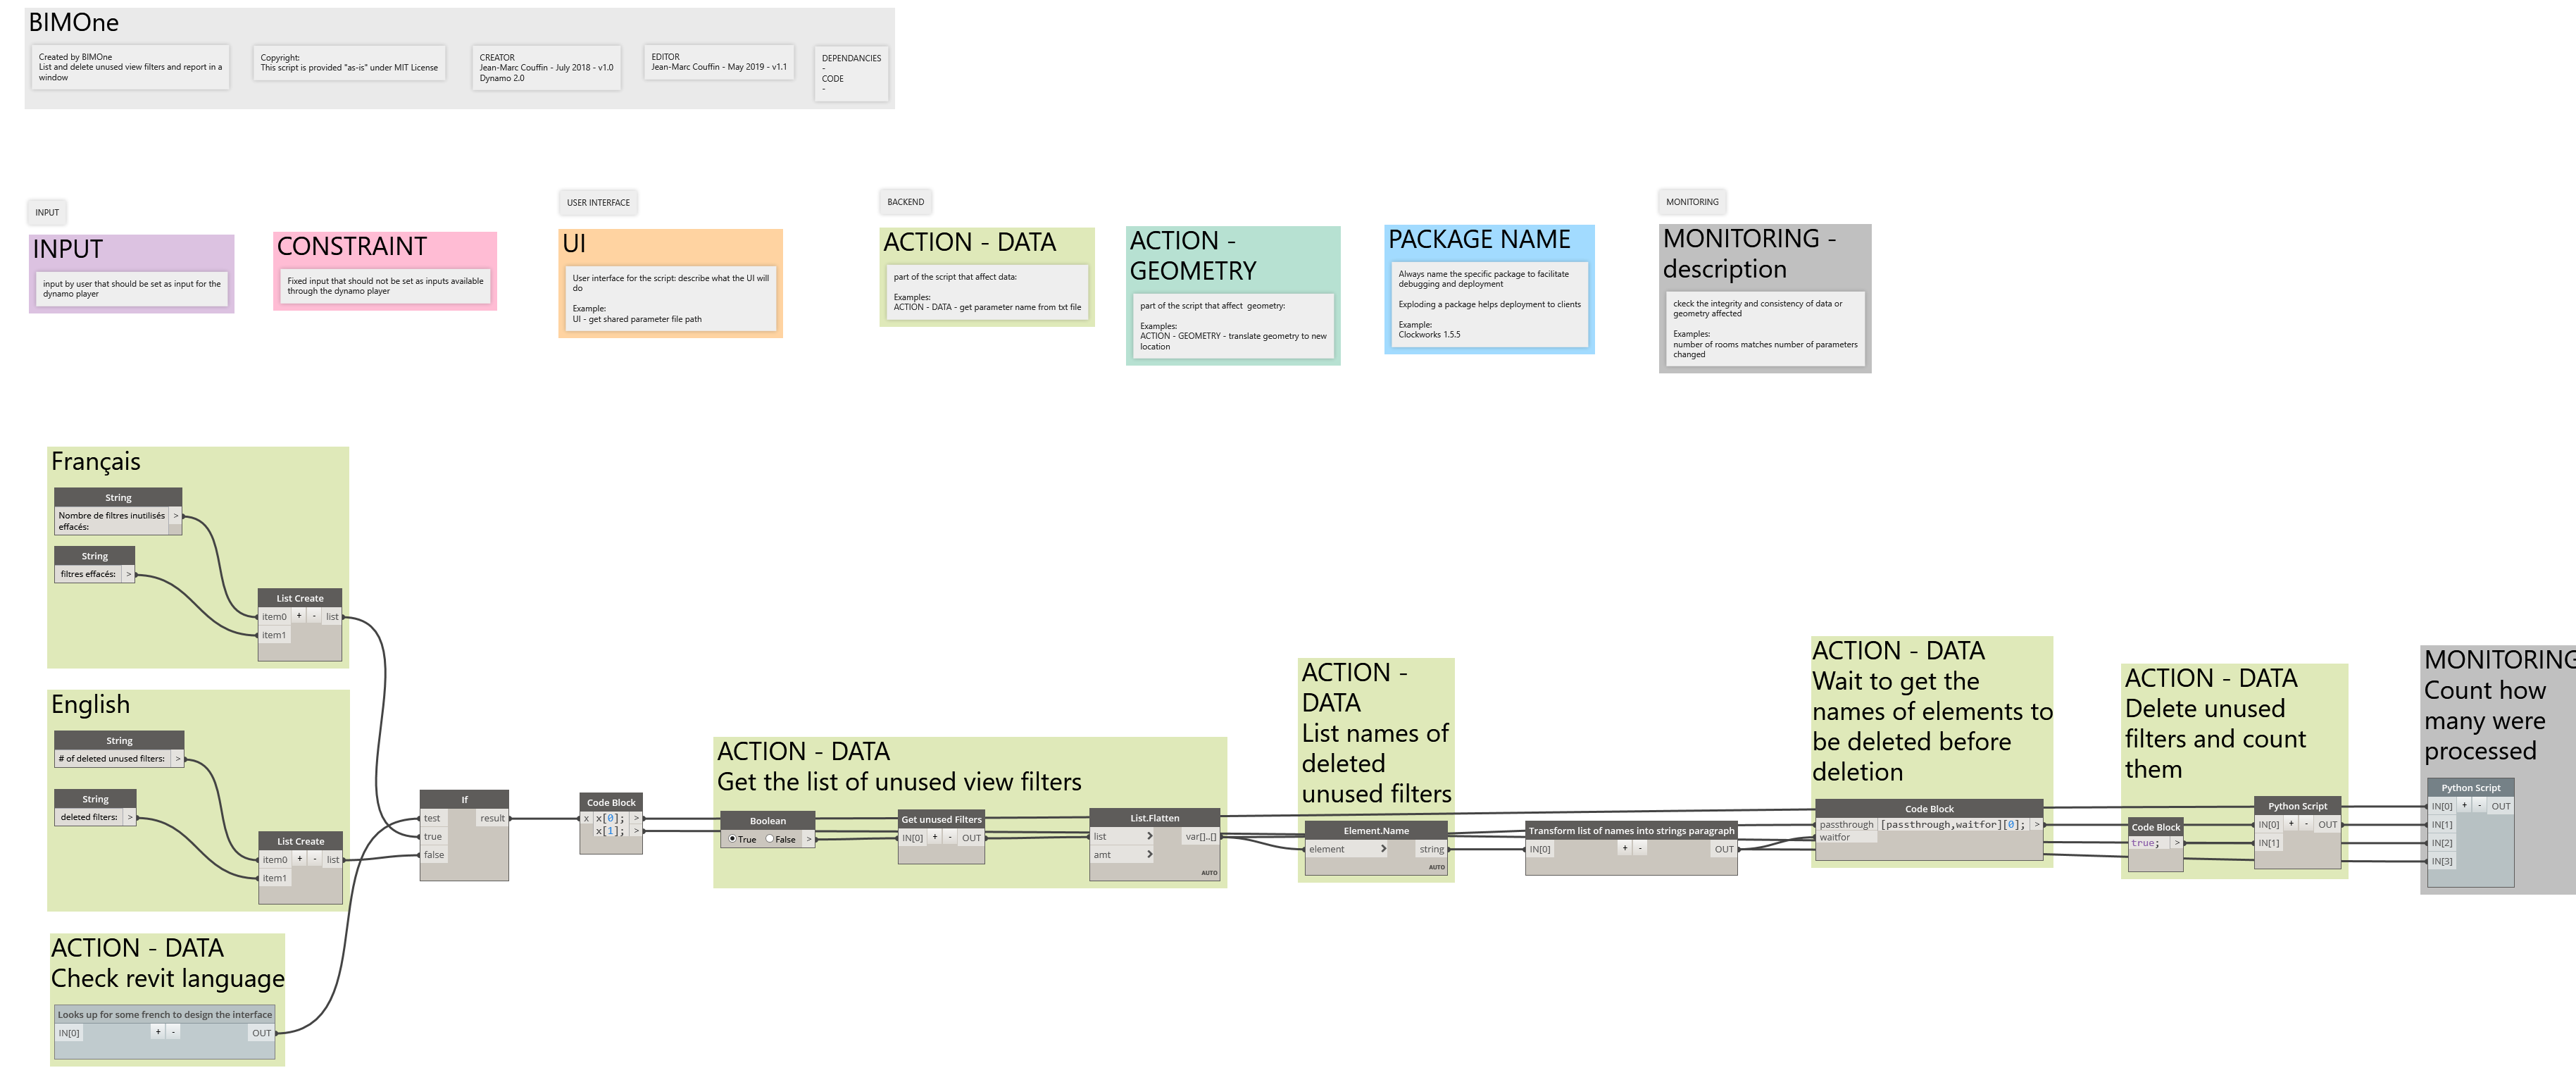 BIMOne
Created by BIMOne
List and delete unused view filters and report in a
window
Copyright:
This script is provided "as-is" under MIT License
CREATOR
Jean-Marc Couffin - July 2018 - v1.0
Dynamo 2.0
EDITOR
Jean-Marc Couffin - May 2019 - v1.1
DEPENDANCIES
-
CODE
-
INPUT
INPUT
input by user that should be set as input for the
dynamo player
CONSTRAINT
Fixed input that should not be set as inputs available
through the dynamo player
USER INTERFACE
UI
User interface for the script: describe what the UI will
do
Example:
UI - get shared parameter file path
BACKEND
ACTION - DATA
part of the script that affect data:
Examples:
ACTION - DATA - get parameter name from txt file
ACTION -
GEOMETRY
part of the script that affect  geometry:
Examples:
ACTION - GEOMETRY - translate geometry to new
location
PACKAGE NAME
Always name the specific package to facilitate
debugging and deployment
Exploding a package helps deployment to clients
Example:
Clockworks 1.5.5
MONITORING
MONITORING -
description
ckeck the integrity and consistency of data or
geometry affected
Examples:
number of rooms matches number of parameters
changed
Français
String
Nombre de filtres inutilisés
effacés:
>
String
filtres effacés: >
List Create
item0 + - list
item1
English
String
# of deleted unused filters: >
String
deleted filters: >
List Create
item0 + - list
item1
ACTION - DATA
Check revit language
Looks up for some french to design the interface
IN[0] + - OUT
If
test result
true
false
Code Block
x x[0]; >
x[1]; >
ACTION - DATA
Get the list of unused view filters
Boolean
True False >
Get unused Filters
IN[0] + - OUT
List.Flatten
list > var[]..[]
amt >
AUTO
ACTION -
DATA
List names of
deleted
unused filters
Element.Name
element > string
AUTO
Transform list of names into strings paragraph
IN[0] + - OUT
ACTION - DATA
Wait to get the
names of elements to
be deleted before
deletion
Code Block
passthrough [passthrough,waitfor][0]; >
waitfor
ACTION - DATA
Delete unused
filters and count
them
Code Block
true; >
Python Script
IN[0] + - OUT
IN[1]
MONITORING
Count how
many were
processed
Python Script
IN[0] + - OUT
IN[1]
IN[2]
IN[3]